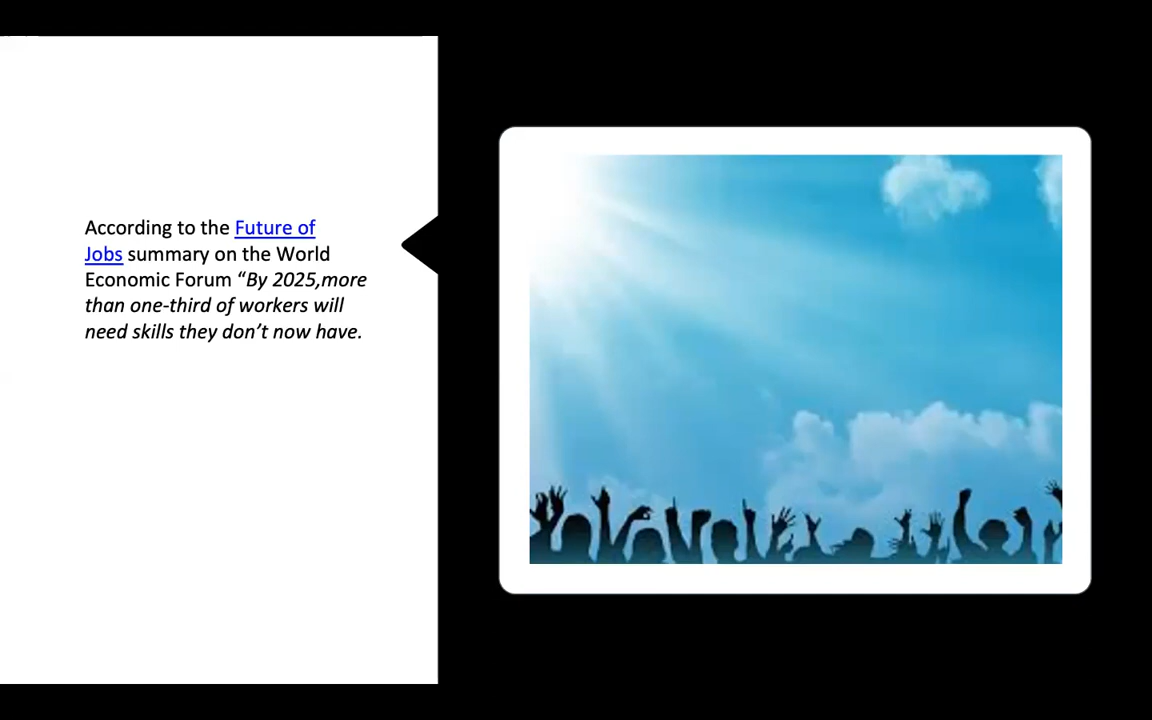 According to the Future of
Jobs summary on the World
Economic Forum “By 2025,more
than one-third of workers will
need skills they don’t now have.